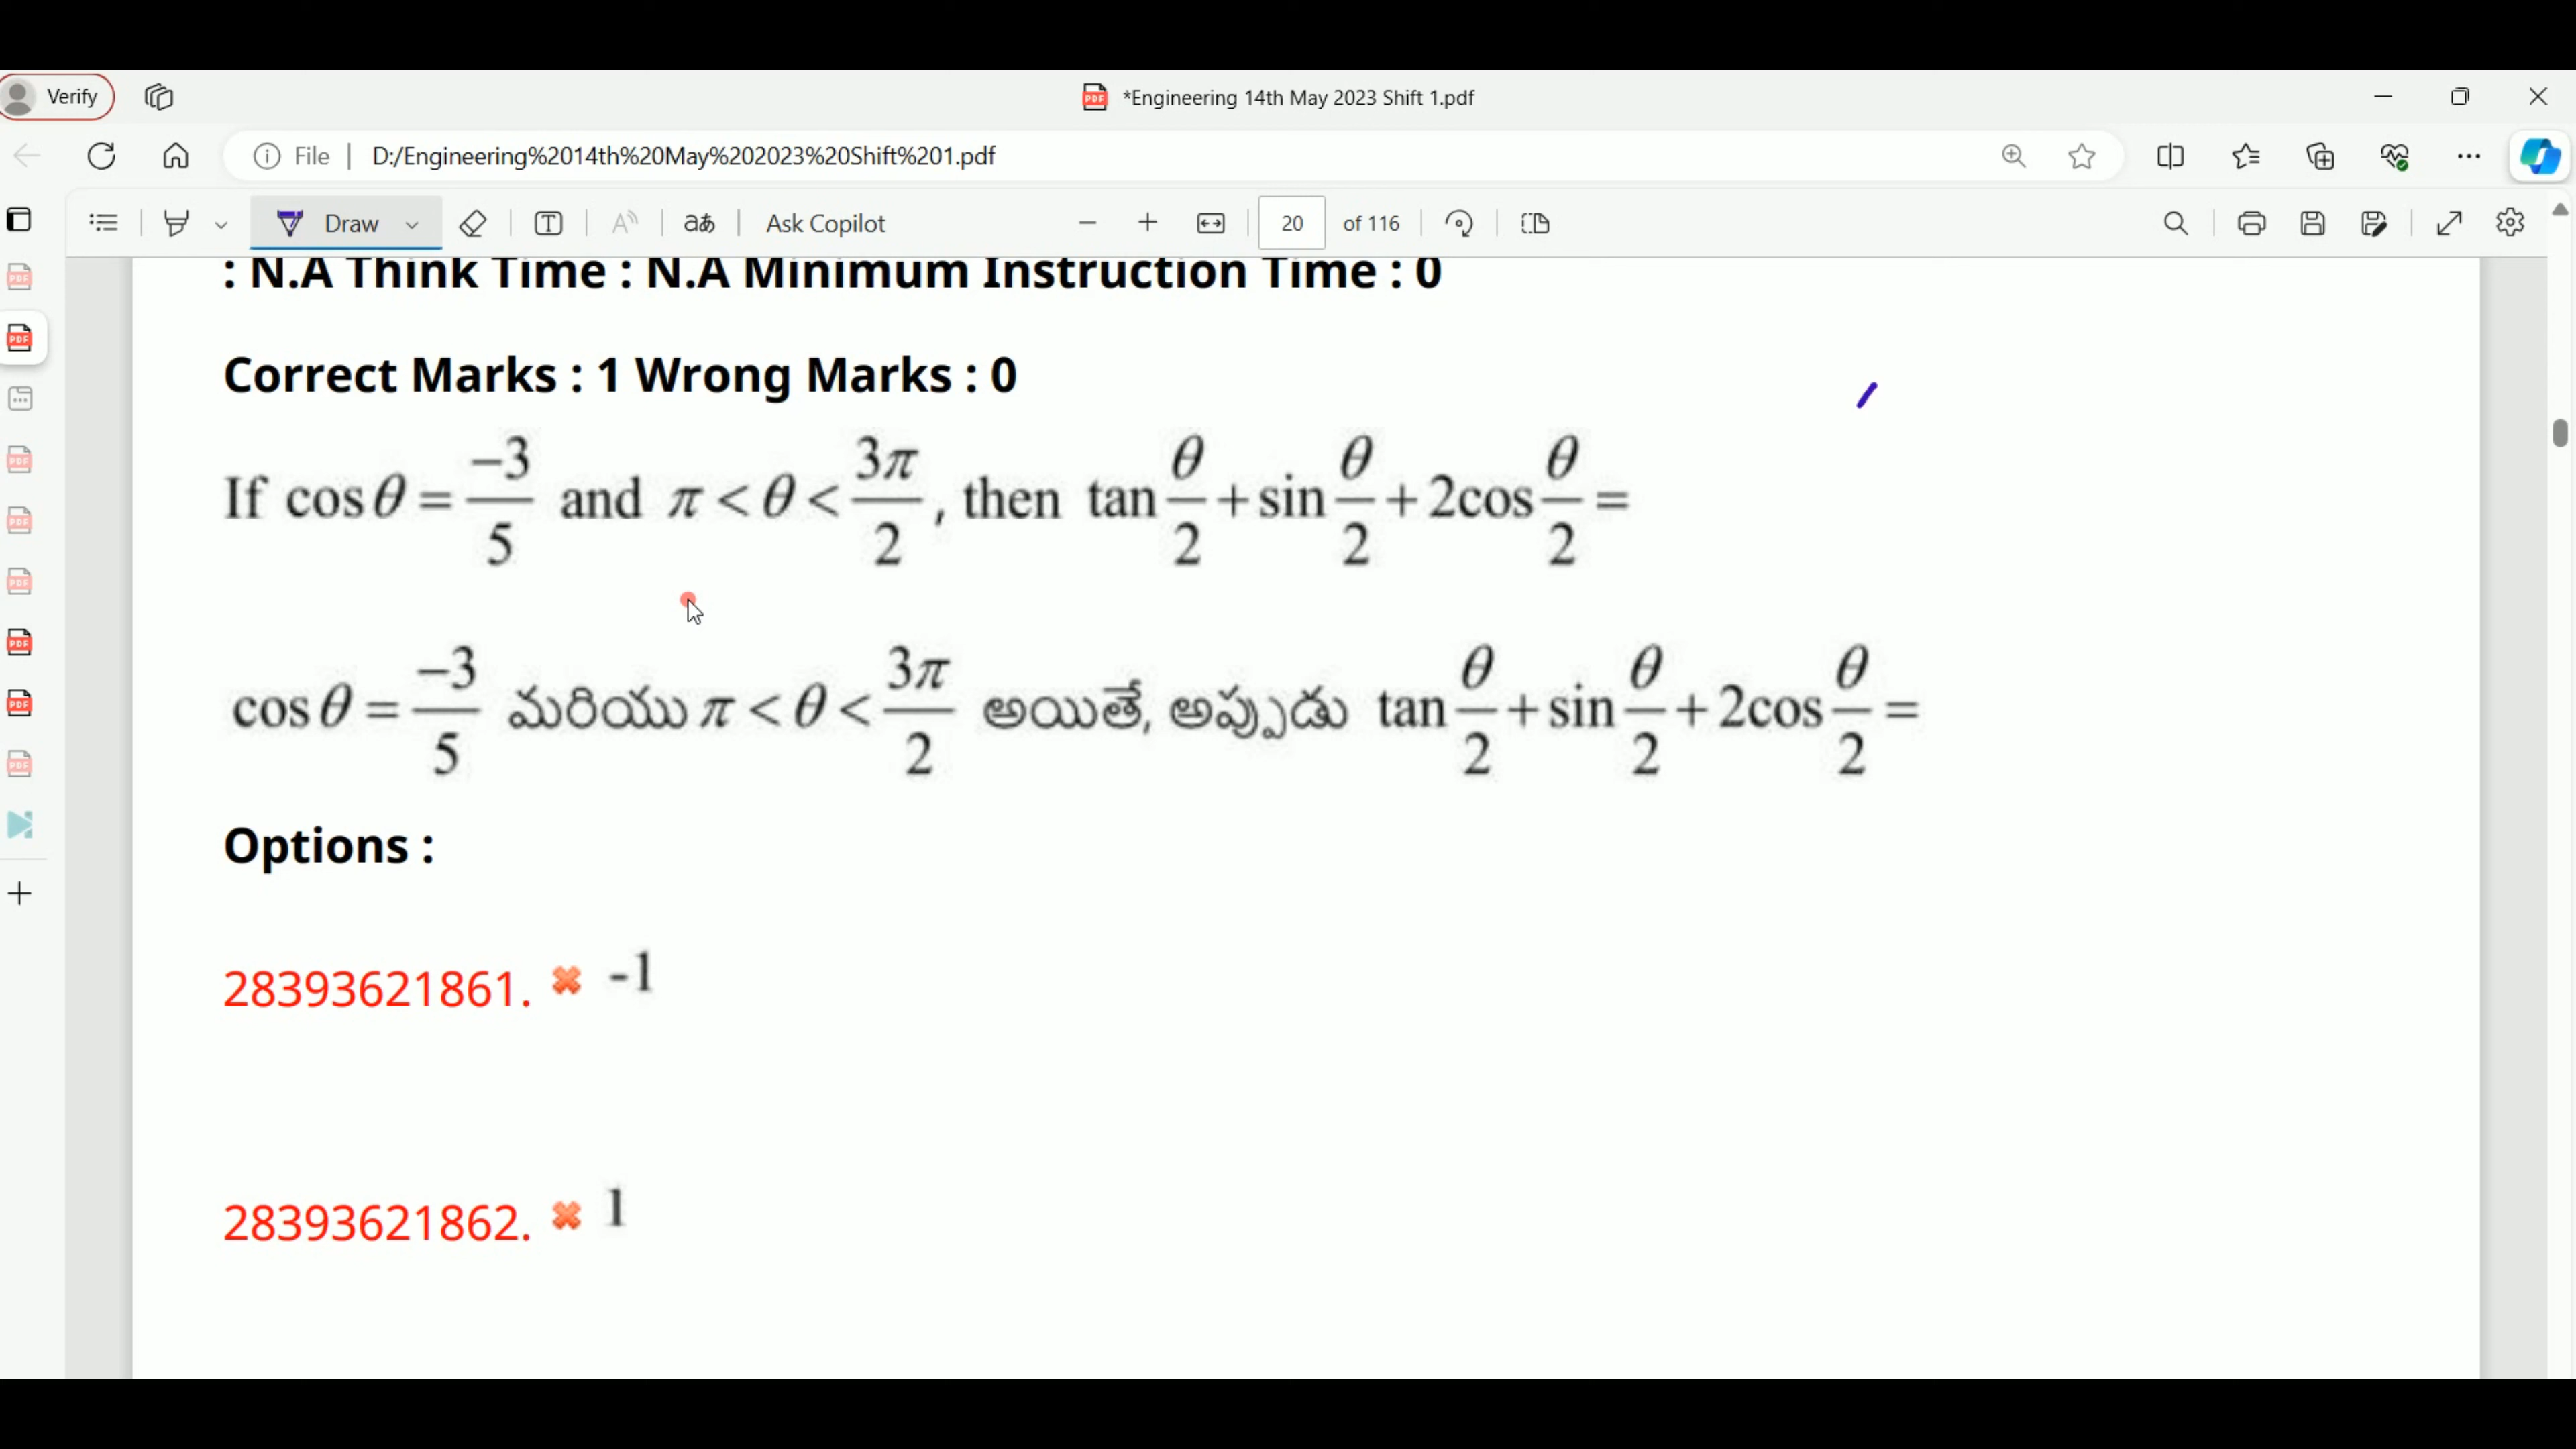 Verify
*Engineering 14th May 2023 Shift 1.pdf
File | D:/Engineering%2014th%20May%202023%20Shift%201.pdf
Draw
T
aあ
Ask Copilot
20 of 116
: N.A Think Time : N.A Minimum Instruction Time : 0
Correct Marks : 1 Wrong Marks : 0
If cos θ = -3/5 and π < θ < 3π/2, then tan θ/2 + sin θ/2 + 2cos θ/2 =
cos θ = -3/5 మరియు π < θ < 3π/2 అయితే, అప్పుడు tan θ/2 + sin θ/2 + 2cos θ/2 =
Options :
28393621861. ✖ -1
28393621862. ✖ 1